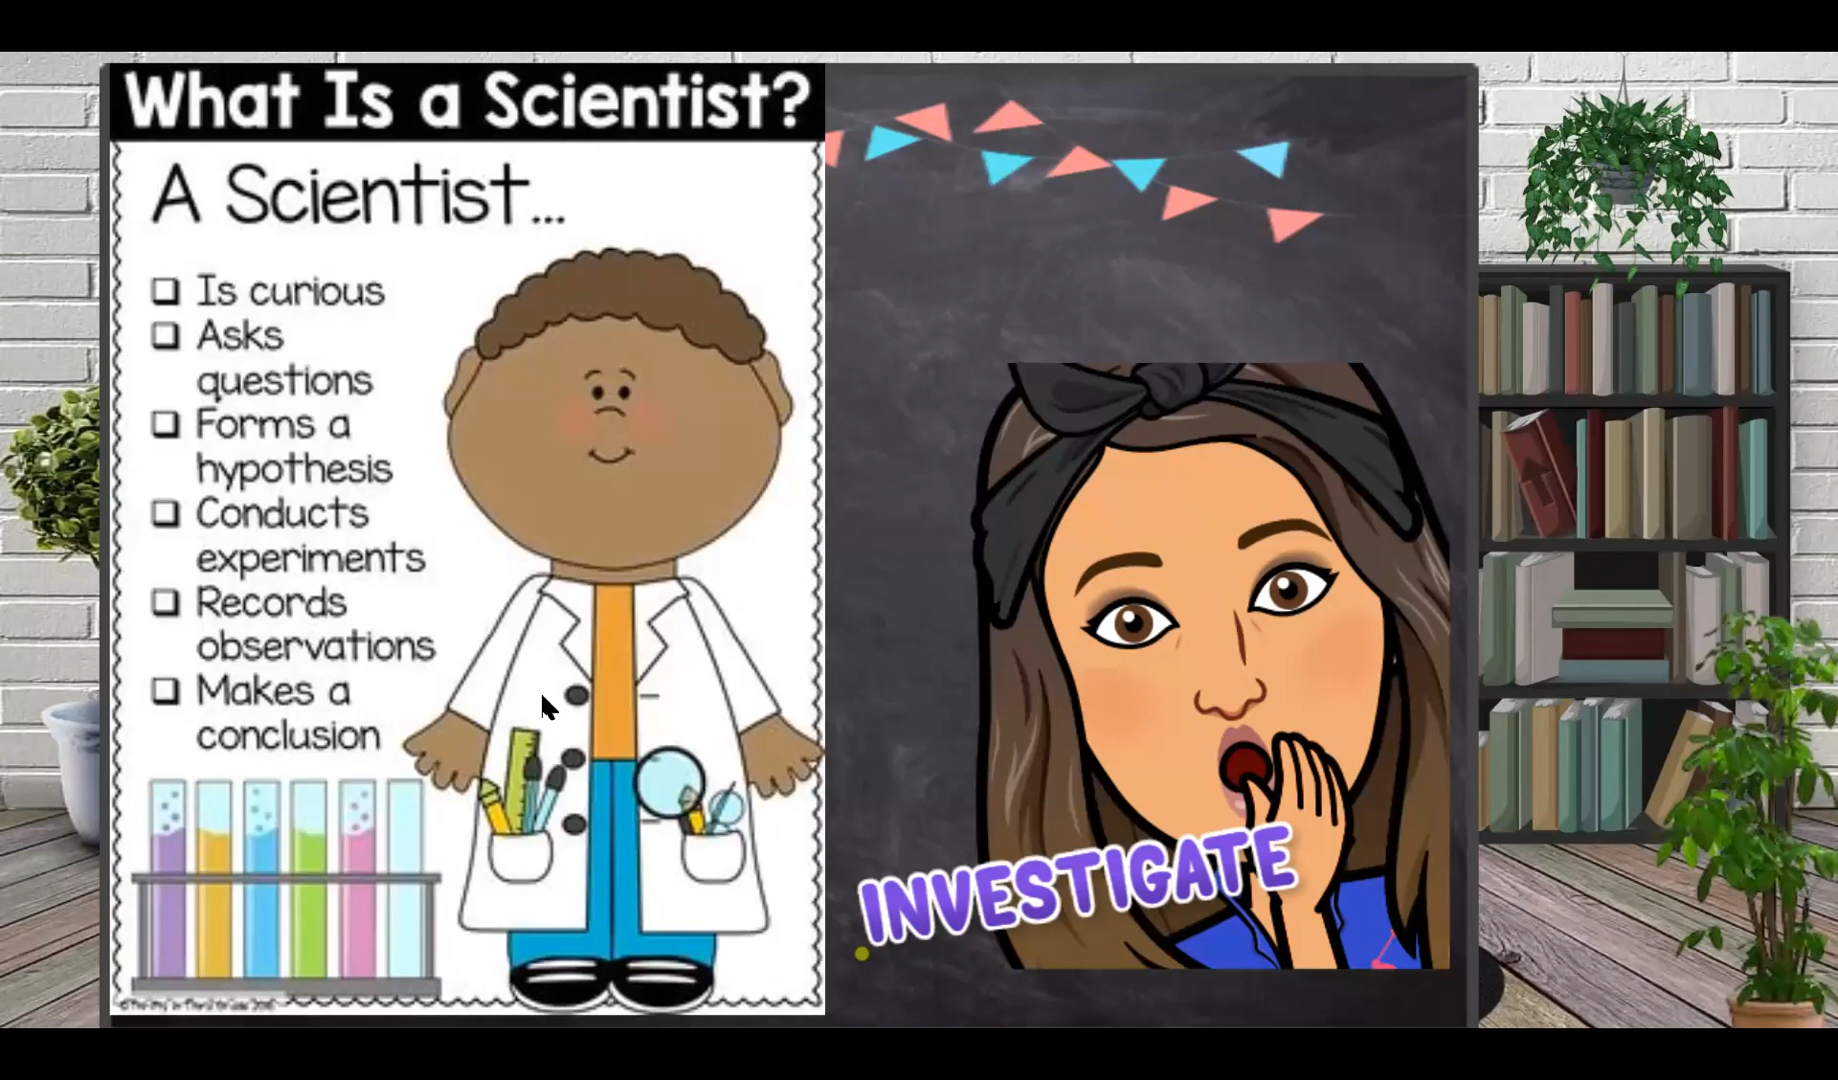 What Is a Scientist?
A Scientist...
Is curious
Asks
questions
Forms a
hypothesis
Conducts
experiments
Records
observations
Makes a
conclusion
INVESTIGATE